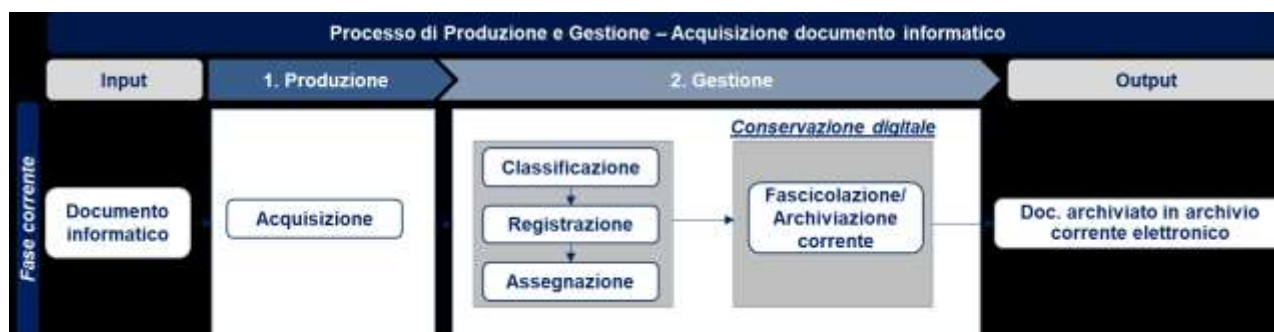 Processo di Produzione e Gestione – Acquisizione documento informatico
Input
1. Produzione
2. Gestione
Output
Fase corrente
Documento
informatico
Acquisizione
Classificazione
Registrazione
Assegnazione
Conservazione digitale
Fascicolazione/
Archiviazione
corrente
Doc. archiviato in archivio
corrente elettronico